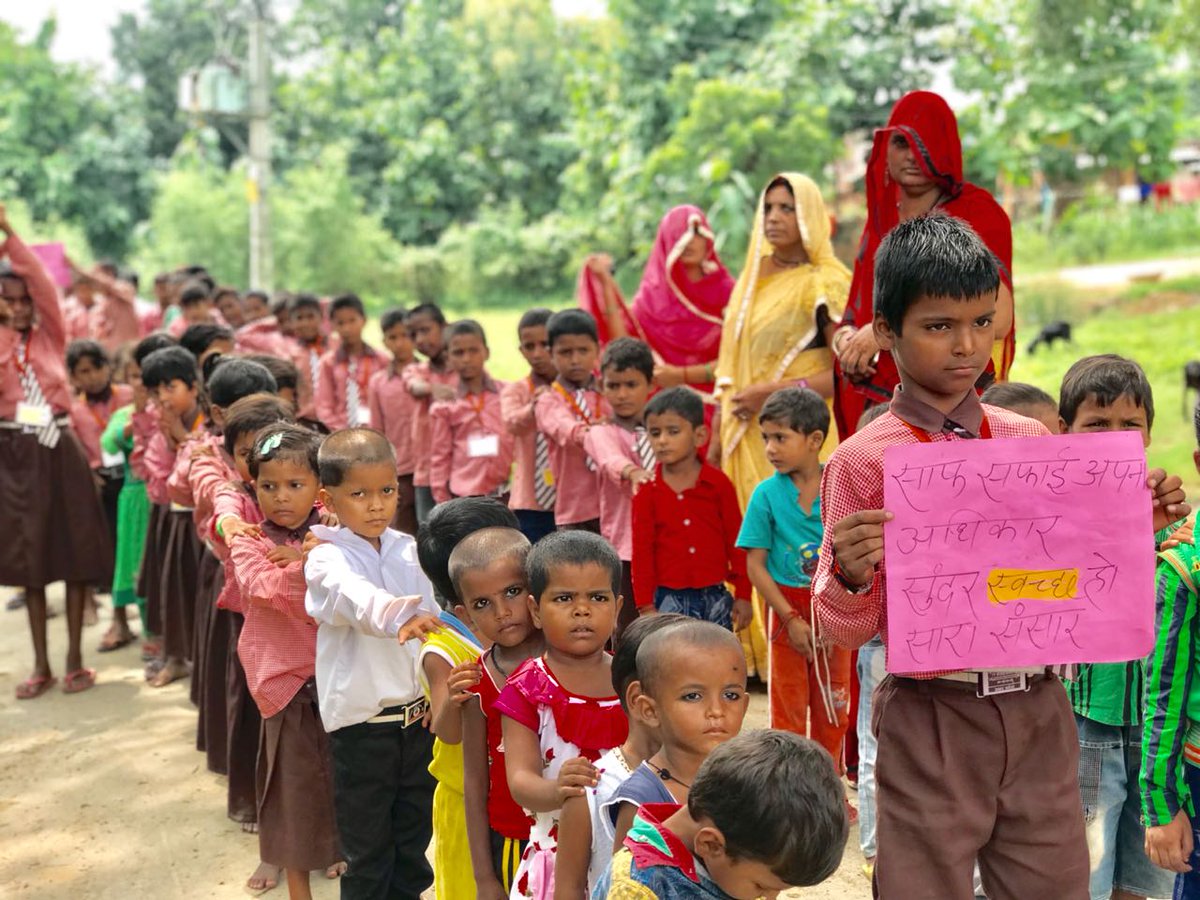 साफ सफाई अपना
अधिकार
सुंदर स्वच्छ हो
सारा संसार